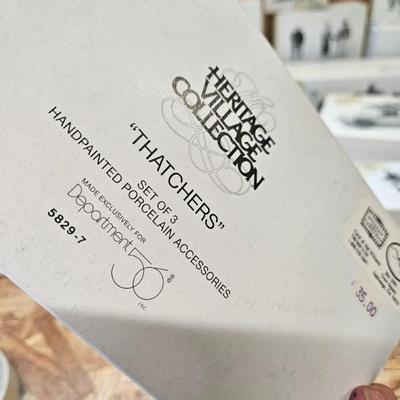 The
HERITAGE
VILLAGE
COLLECTION
"THATCHERS"
SET OF 3
HANDPAINTED PORCELAIN ACCESSORIES
MADE EXCLUSIVELY FOR
Department
56®
INC.
5829-7
35.00